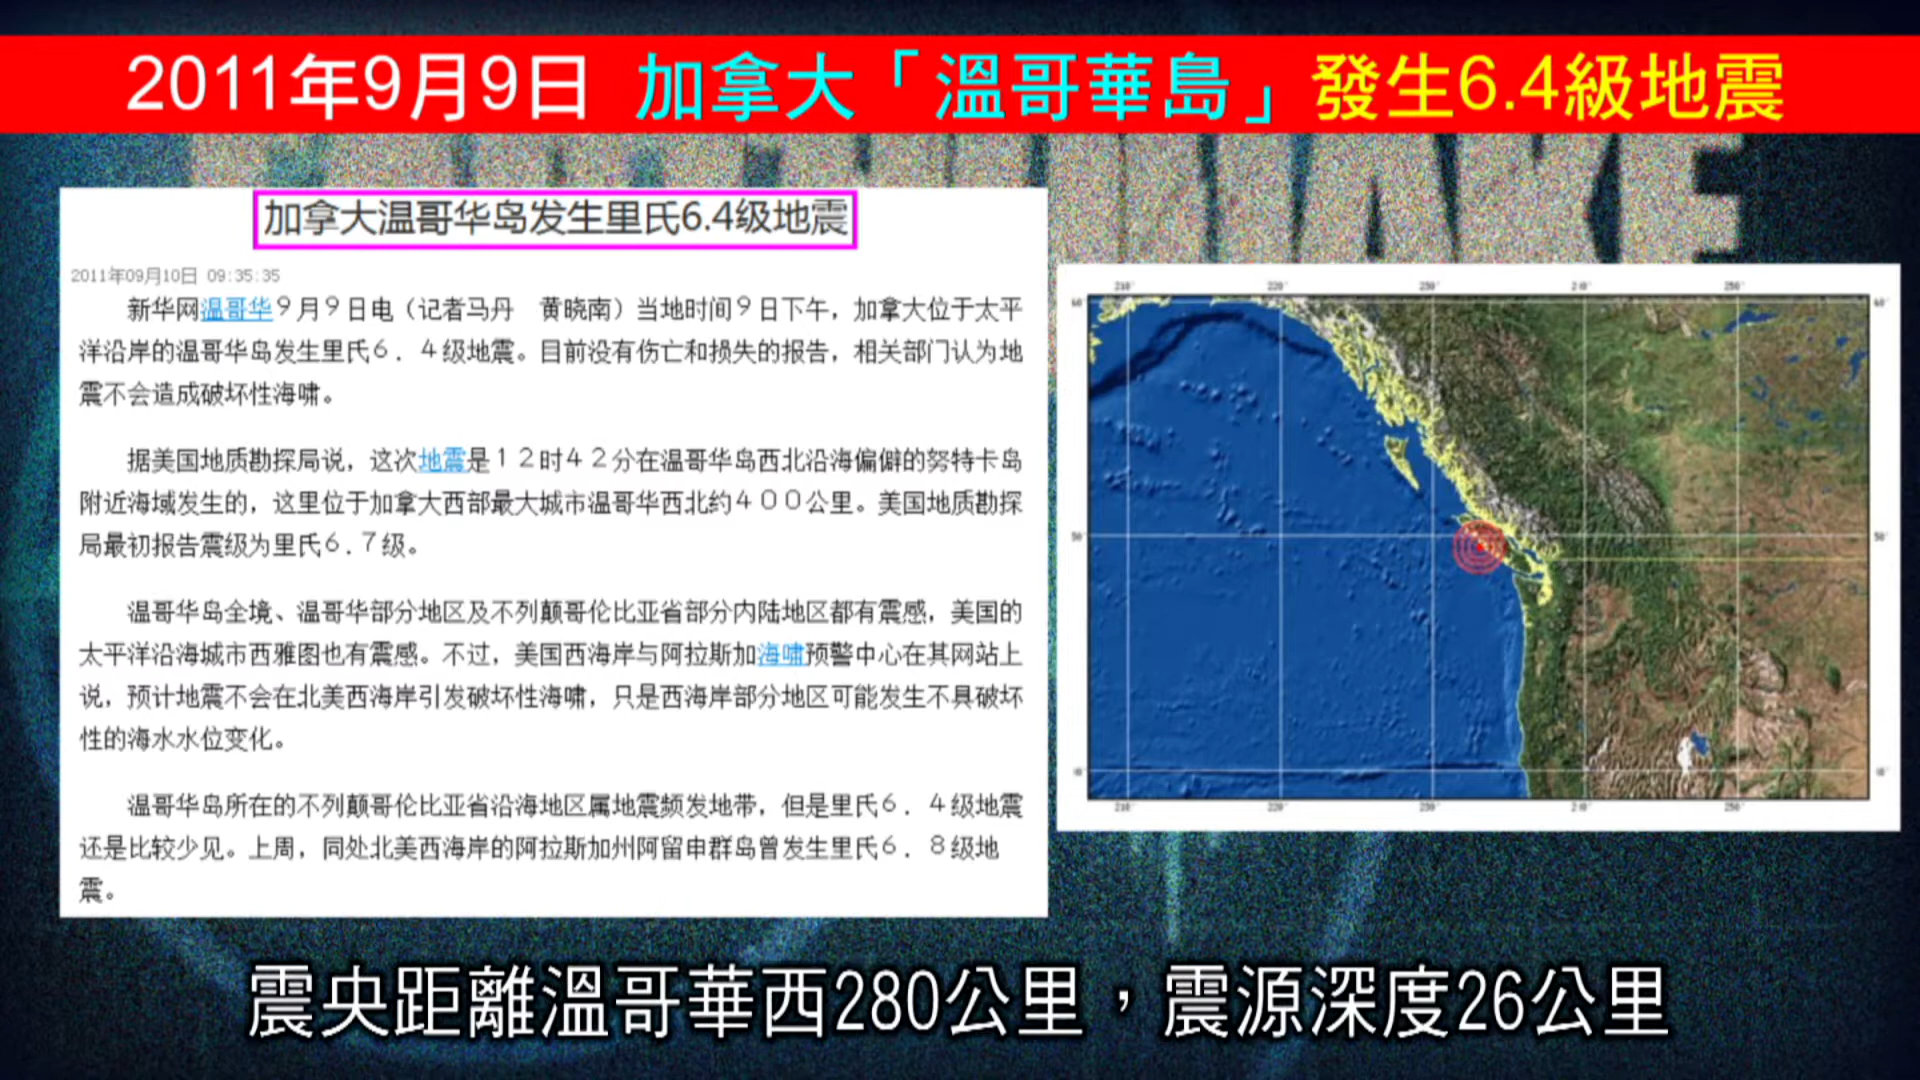 2011年9月9日 加拿大「溫哥華島」發生6.4級地震
加拿大温哥华岛发生里氏6.4级地震
2011年09月10日 09:35:35
新华网温哥华9月9日电（记者马丹 黄晓南）当地时间9日下午，加拿大位于太平
洋沿岸的温哥华岛发生里氏6.4级地震。目前没有伤亡和损失的报告，相关部门认为地
震不会造成破坏性海啸。
据美国地质勘探局说，这次地震是12时42分在温哥华岛西北沿海偏僻的努特卡岛
附近海域发生的，这里位于加拿大西部最大城市温哥华西北约400公里。美国地质勘探
局最初报告震级为里氏6.7级。
温哥华岛全境、温哥华部分地区及不列颠哥伦比亚省部分内陆地区都有震感，美国的
太平洋沿海城市西雅图也有震感。不过，美国西海岸与阿拉斯加海啸预警中心在其网站上
说，预计地震不会在北美西海岸引发破坏性海啸，只是西海岸部分地区可能发生不具破坏
性的海水水位变化。
温哥华岛所在的不列颠哥伦比亚省沿海地区属地震频发地带，但是里氏6.4级地震
还是比较少见。上周，同处北美西海岸的阿拉斯加州阿留申群岛曾发生里氏6.8级地
震。
210° 220° 230° 240° 250°
60° 60°
50° 50°
210° 220° 230° 240° 250°
震央距離溫哥華西280公里，震源深度26公里